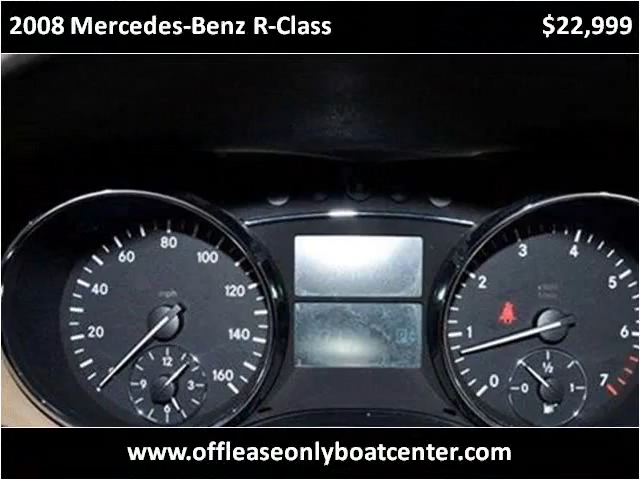 2008 Mercedes-Benz R-Class $22,999
60 80 100
40 mph 120
20 140
0 160
12
9 3
6
3 4
2 5
1 6
0 7
½
0 1
www.offleaseonlyboatcenter.com